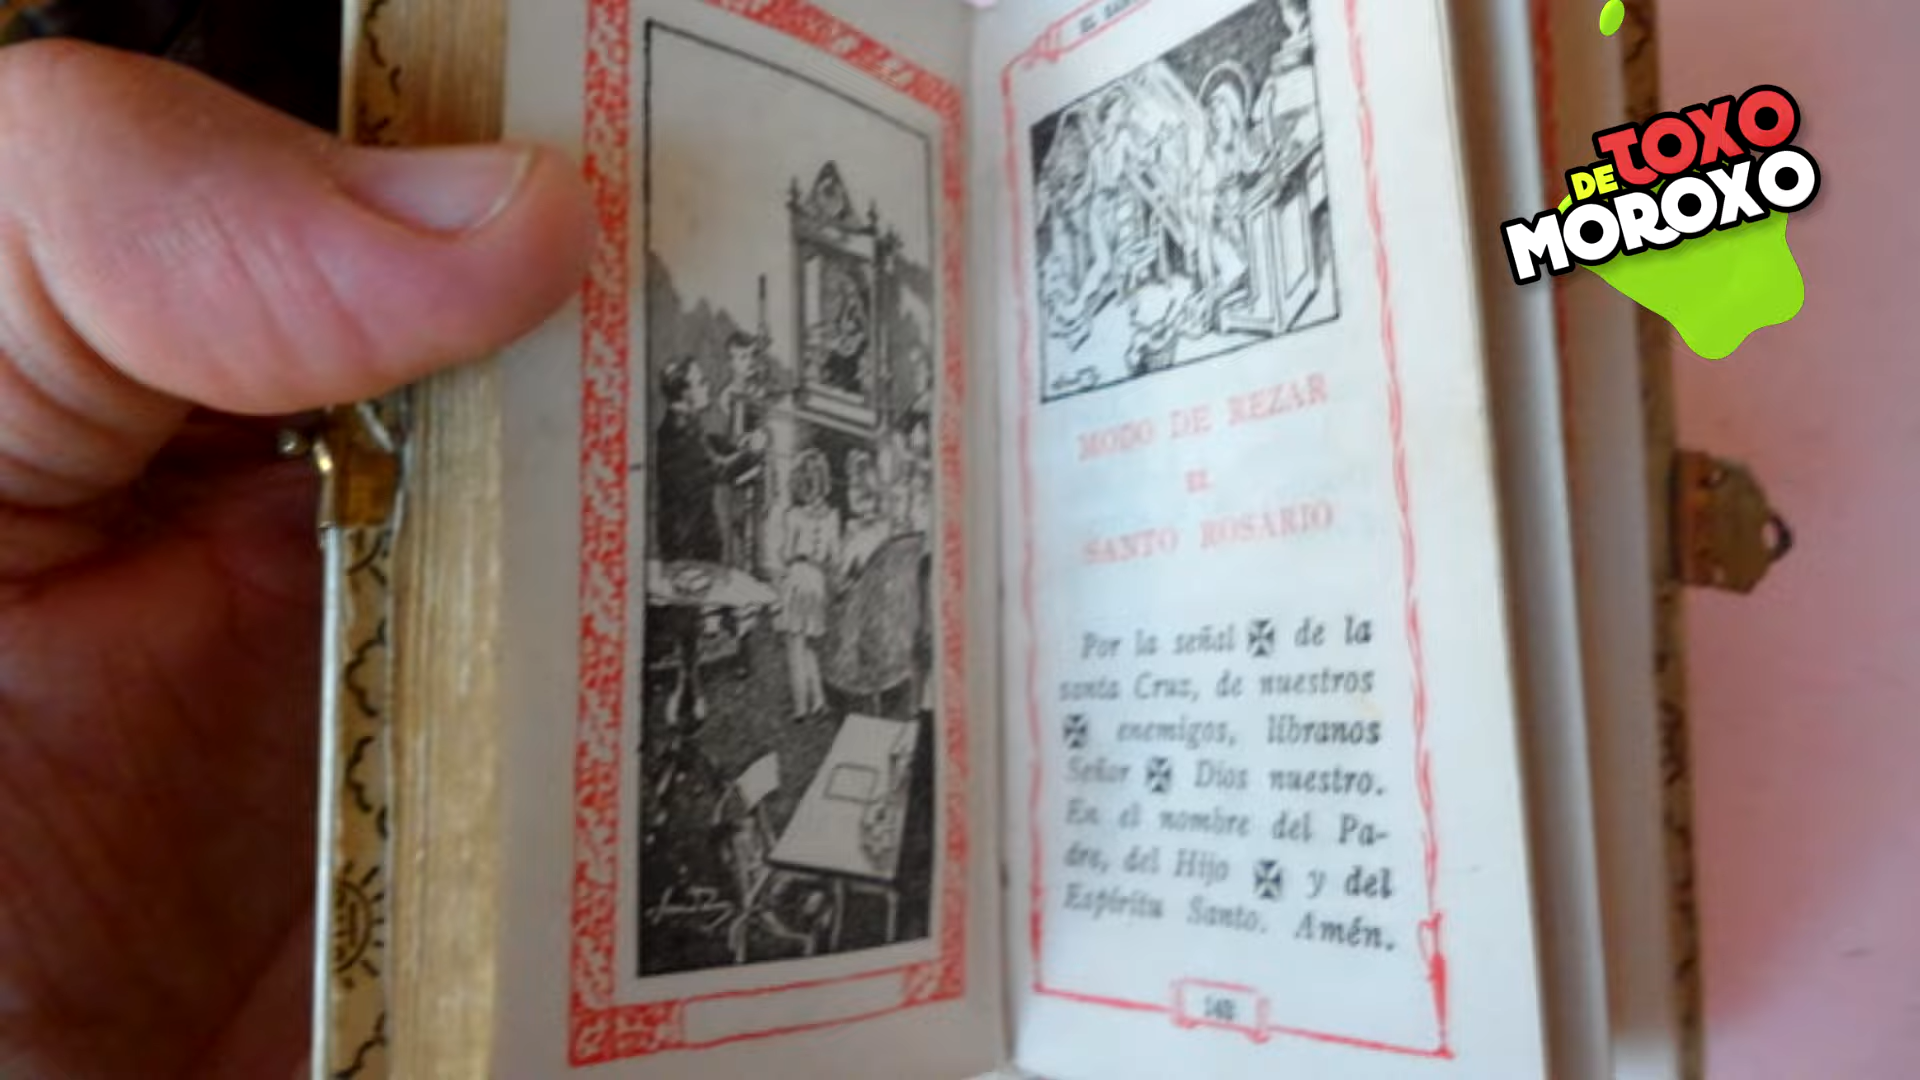 MODO DE REZAR
EL
SANTO ROSARIO
Por la señal ✠ de la
santa Cruz, de nuestros
✠ enemigos, líbranos
Señor ✠ Dios nuestro.
En el nombre del Pa-
dre, del Hijo ✠ y del
Espíritu Santo. Amén.
DE TOXO
MOROXO